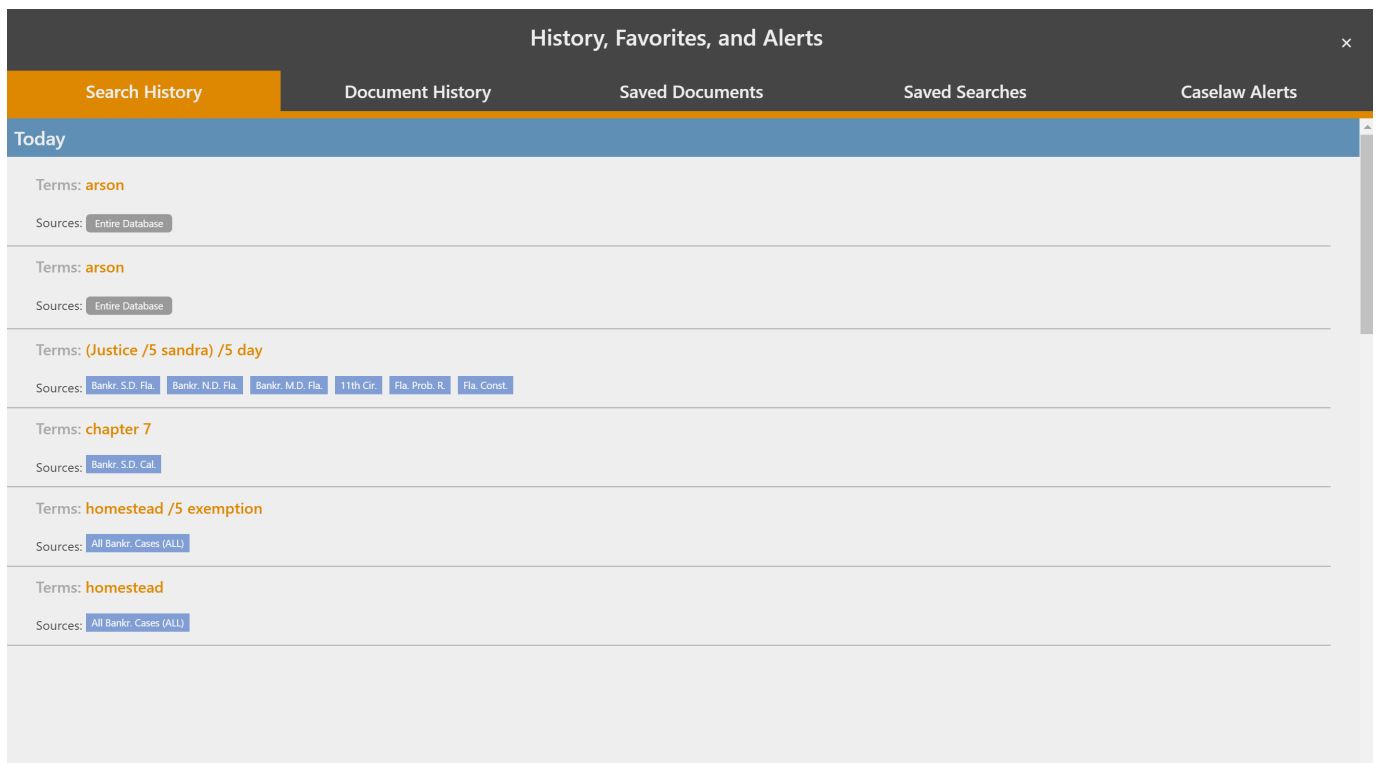 History, Favorites, and Alerts
×
Search History Document History Saved Documents Saved Searches Caselaw Alerts
Today
Terms: arson
Sources: Entire Database
Terms: arson
Sources: Entire Database
Terms: (Justice /5 sandra) /5 day
Sources: Bankr. S.D. Fla. Bankr. N.D. Fla. Bankr. M.D. Fla. 11th Cir. Fla. Prob. R. Fla. Const.
Terms: chapter 7
Sources: Bankr. S.D. Cal.
Terms: homestead /5 exemption
Sources: All Bankr. Cases (ALL)
Terms: homestead
Sources: All Bankr. Cases (ALL)